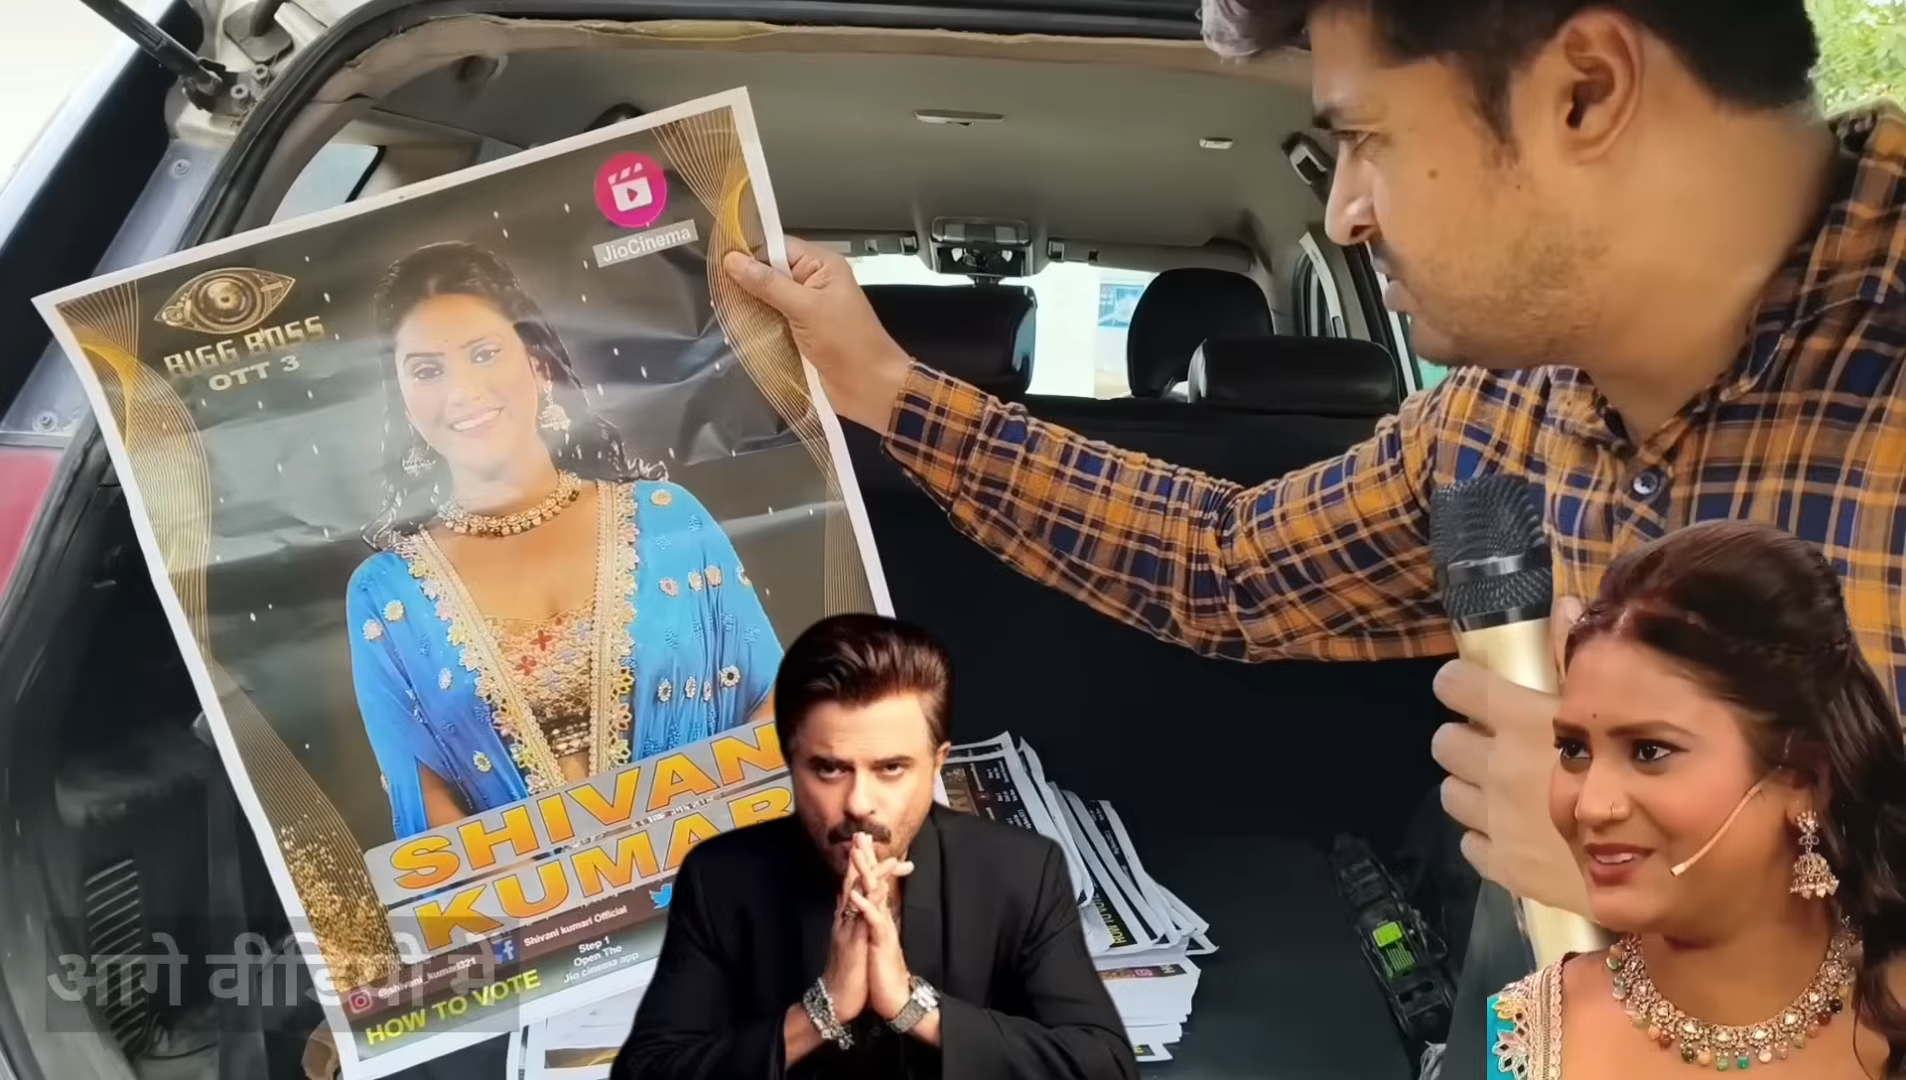 JioCinema
BIGG BOSS
OTT 3
SHIVAN
KUMAR
Shivani kumari Official
@shivani_kumari321
Step 1
Open The
Jio cinema app
HOW TO VOTE
आगे वीडियो में